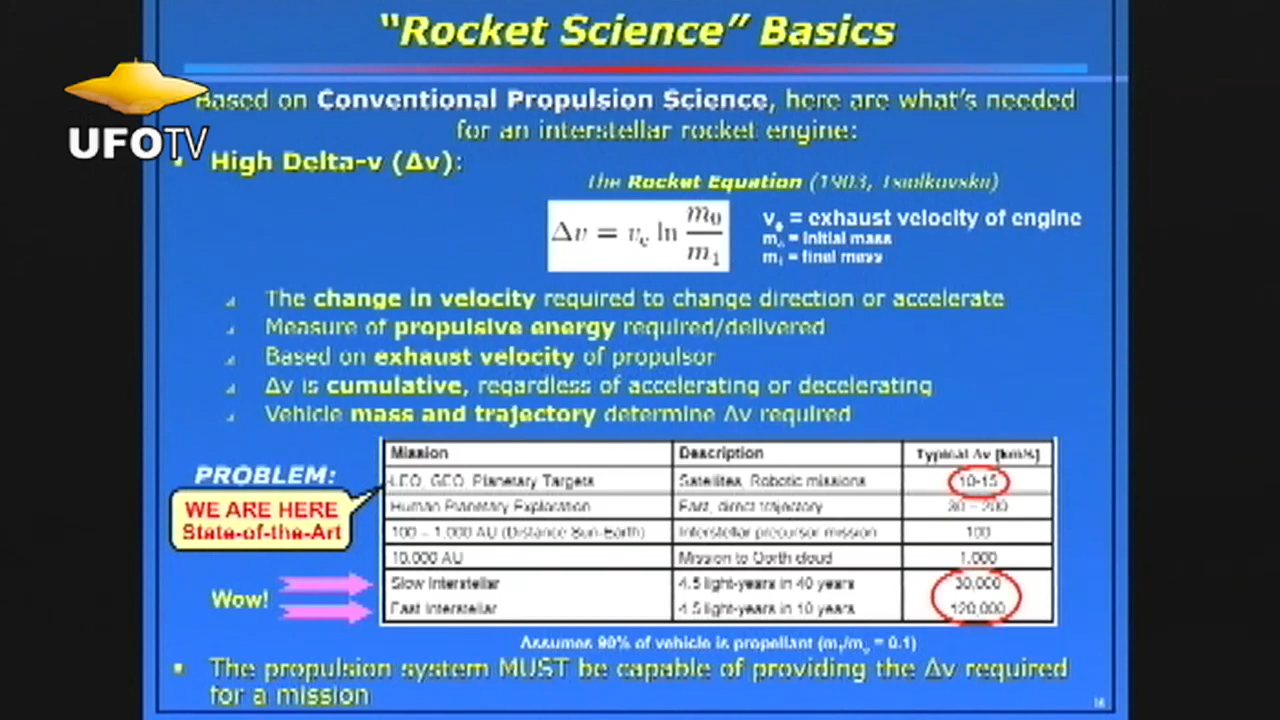 “Rocket Science” Basics
UFOTV
Based on Conventional Propulsion Science, here are what's needed
for an interstellar rocket engine:
High Delta-v (Δv):
The Rocket Equation (1903, Tsiolkovsky)
Δv = vₑ ln m₀/m₁
vₑ = exhaust velocity of engine
m₀ = initial mass
m₁ = final mass
The change in velocity required to change direction or accelerate
Measure of propulsive energy required/delivered
Based on exhaust velocity of propulsor
Δv is cumulative, regardless of accelerating or decelerating
Vehicle mass and trajectory determine Δv required
PROBLEM:
WE ARE HERE
State-of-the-Art
Wow!
Mission Description Typical Δv [km/s]
LEO, GEO, Planetary Targets Satellites, Robotic missions 10-15
Human Planetary Exploration Fast, direct trajectory 30 – 200
100 – 1,000 AU (Distance Sun-Earth) Interstellar precursor mission 100
10,000 AU Mission to Oorth cloud 1,000
Slow Interstellar 4.5 light-years in 40 years 30,000
Fast Interstellar 4.5 light-years in 10 years 120,000
Assumes 90% of vehicle is propellant (m₁/m₀ = 0.1)
The propulsion system MUST be capable of providing the Δv required
for a mission